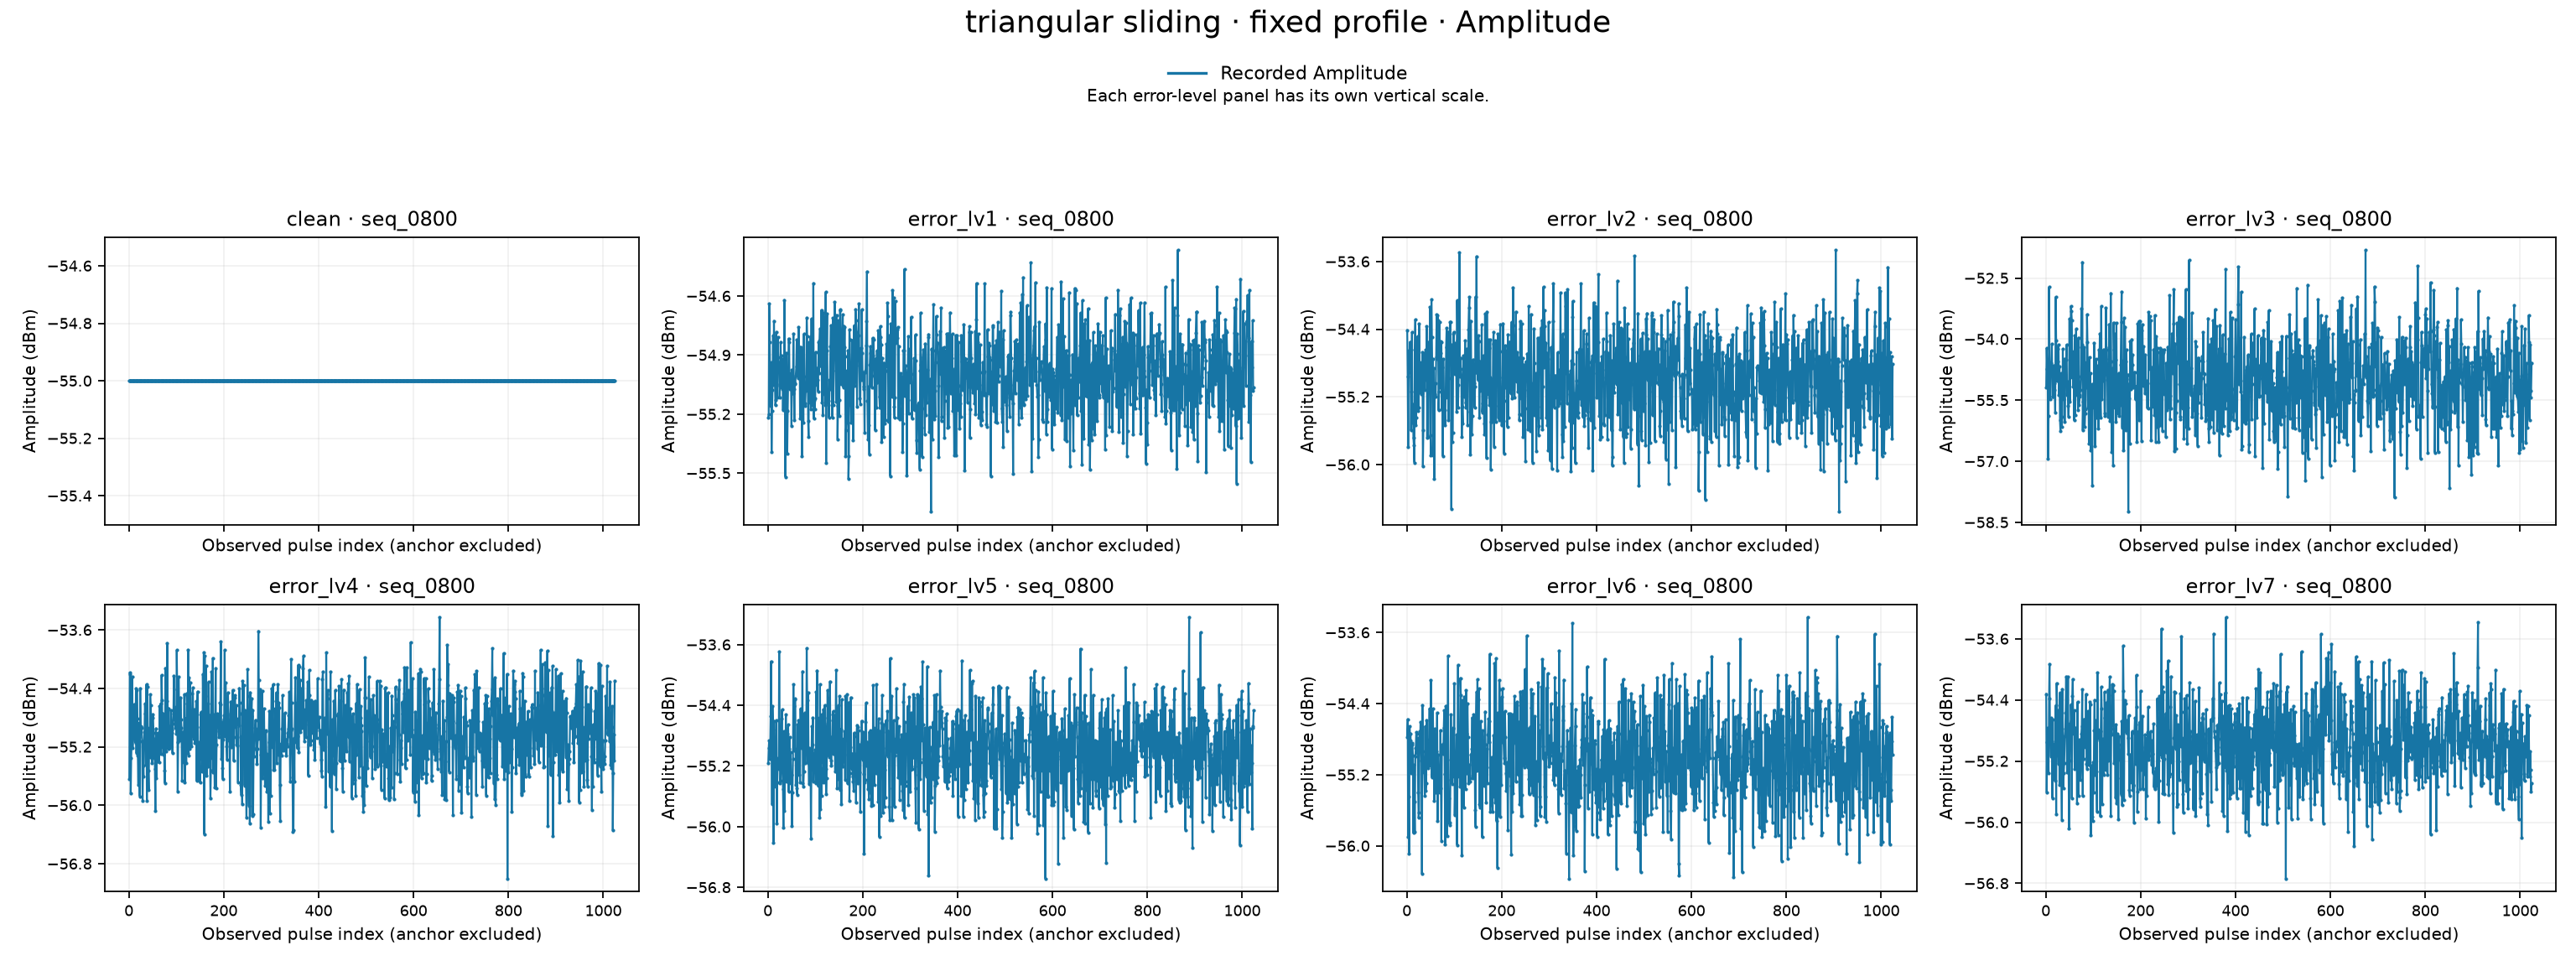 triangular sliding · fixed profile · Amplitude
Recorded Amplitude
Each error-level panel has its own vertical scale.
clean · seq_0800
error_lv1 · seq_0800
error_lv2 · seq_0800
error_lv3 · seq_0800
Amplitude (dBm)
−54.6
−54.8
−55.0
−55.2
−55.4
Amplitude (dBm)
−54.6
−54.9
−55.2
−55.5
Amplitude (dBm)
−53.6
−54.4
−55.2
−56.0
Amplitude (dBm)
−52.5
−54.0
−55.5
−57.0
−58.5
Observed pulse index (anchor excluded)
Observed pulse index (anchor excluded)
Observed pulse index (anchor excluded)
Observed pulse index (anchor excluded)
error_lv4 · seq_0800
error_lv5 · seq_0800
error_lv6 · seq_0800
error_lv7 · seq_0800
Amplitude (dBm)
−53.6
−54.4
−55.2
−56.0
−56.8
Amplitude (dBm)
−53.6
−54.4
−55.2
−56.0
−56.8
Amplitude (dBm)
−53.6
−54.4
−55.2
−56.0
Amplitude (dBm)
−53.6
−54.4
−55.2
−56.0
−56.8
0 200 400 600 800 1000
0 200 400 600 800 1000
0 200 400 600 800 1000
0 200 400 600 800 1000
Observed pulse index (anchor excluded)
Observed pulse index (anchor excluded)
Observed pulse index (anchor excluded)
Observed pulse index (anchor excluded)